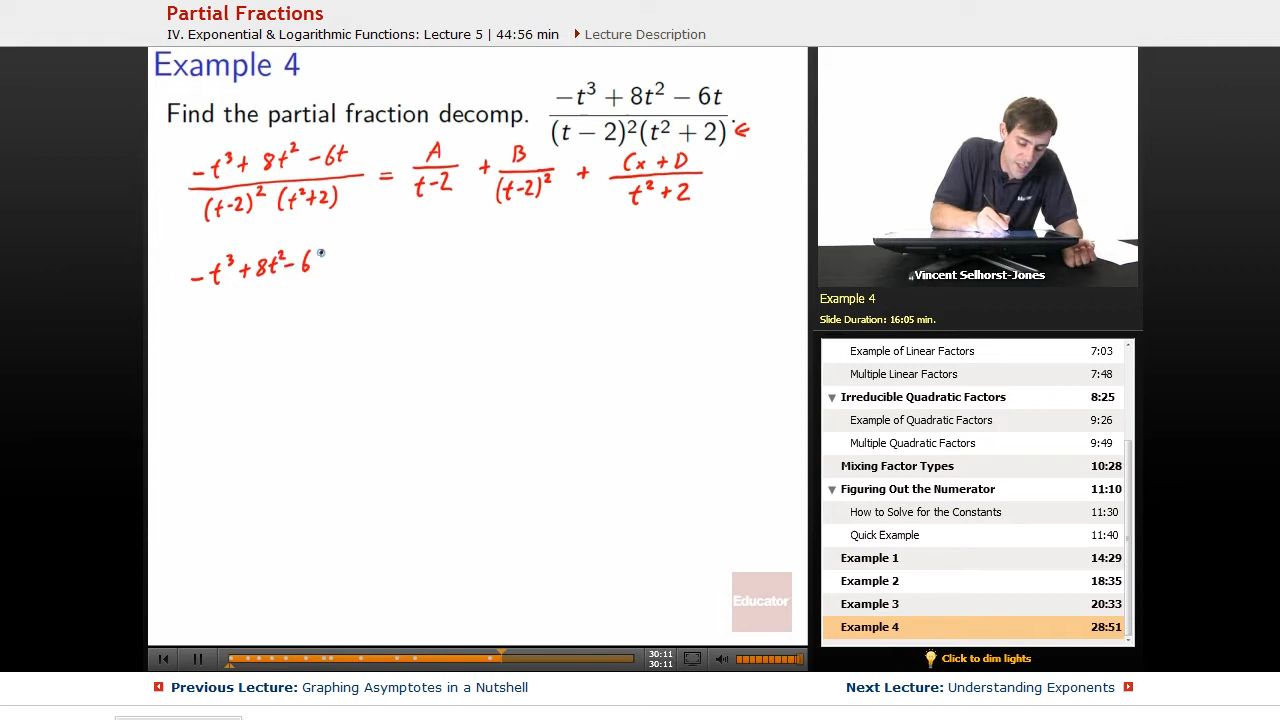 Partial Fractions
IV. Exponential & Logarithmic Functions: Lecture 5 | 44:56 min
Lecture Description
Example 4
Find the partial fraction decomp. (−t³ + 8t² − 6t)/((t − 2)²(t² + 2)).
(-t³ + 8t² - 6t)/((t-2)² (t²+2)) = A/(t-2) + B/(t-2)² + (Cx + D)/(t² + 2)
-t³ + 8t² - 6
Educator
Vincent Selhorst-Jones
Example 4
Slide Duration: 16:05 min.
Example of Linear Factors 7:03
Multiple Linear Factors 7:48
Irreducible Quadratic Factors 8:25
Example of Quadratic Factors 9:26
Multiple Quadratic Factors 9:49
Mixing Factor Types 10:28
Figuring Out the Numerator 11:10
How to Solve for the Constants 11:30
Quick Example 11:40
Example 1 14:29
Example 2 18:35
Example 3 20:33
Example 4 28:51
30:11
30:11
Click to dim lights
Previous Lecture: Graphing Asymptotes in a Nutshell
Next Lecture: Understanding Exponents